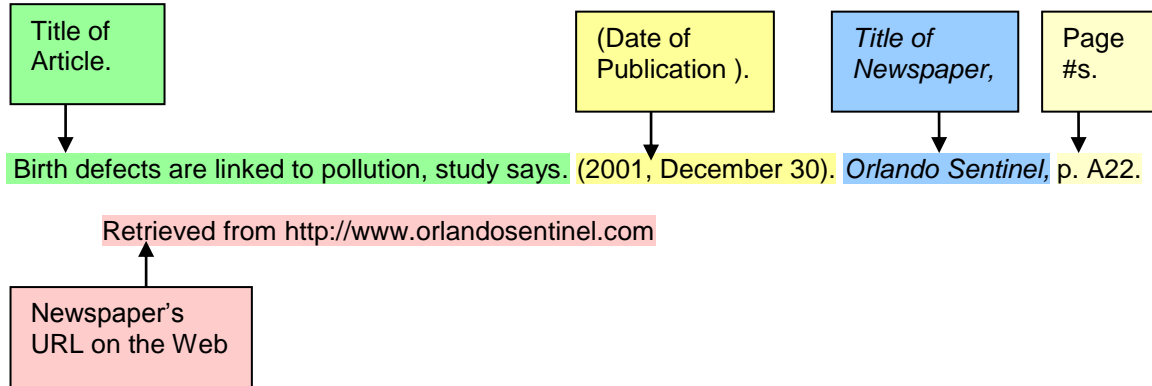 Title of
Article.
(Date of
Publication ).
Title of
Newspaper,
Page
#s.
Birth defects are linked to pollution, study says. (2001, December 30). Orlando Sentinel, p. A22.
Retrieved from http://www.orlandosentinel.com
Newspaper's
URL on the Web